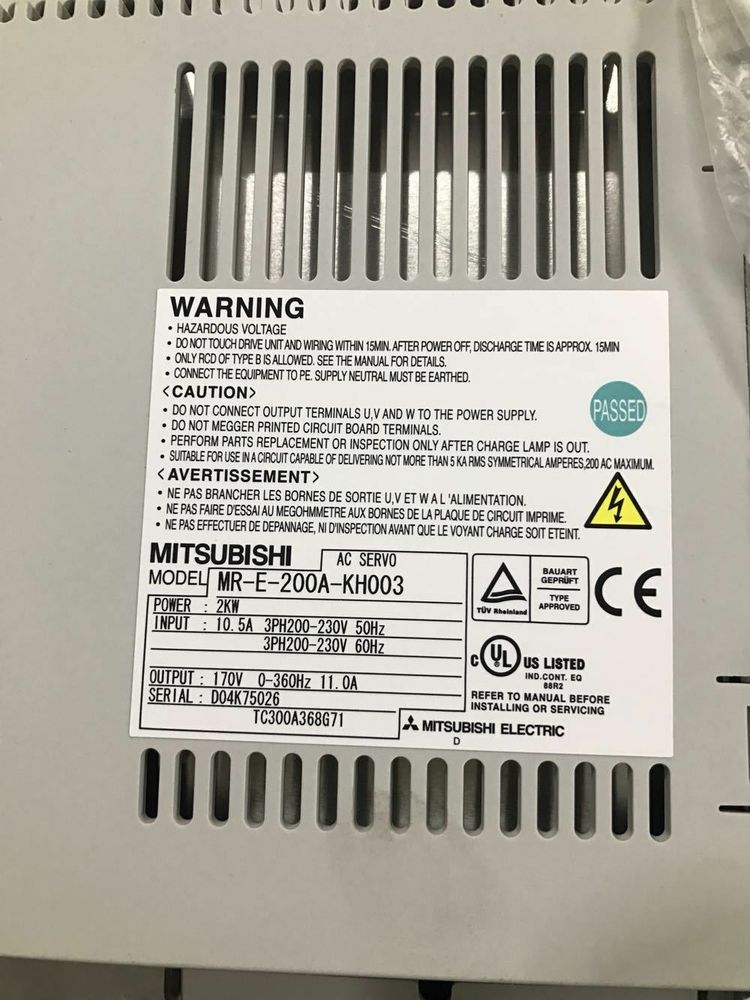 WARNING
• HAZARDOUS VOLTAGE
• DO NOT TOUCH DRIVE UNIT AND WIRING WITHIN 15MIN. AFTER POWER OFF, DISCHARGE TIME IS APPROX. 15MIN
• ONLY RCD OF TYPE B IS ALLOWED. SEE THE MANUAL FOR DETAILS.
• CONNECT THE EQUIPMENT TO PE. SUPPLY NEUTRAL MUST BE EARTHED.
<CAUTION>
• DO NOT CONNECT OUTPUT TERMINALS U,V AND W TO THE POWER SUPPLY.
• DO NOT MEGGER PRINTED CIRCUIT BOARD TERMINALS.
• PERFORM PARTS REPLACEMENT OR INSPECTION ONLY AFTER CHARGE LAMP IS OUT.
• SUITABLE FOR USE IN A CIRCUIT CAPABLE OF DELIVERING NOT MORE THAN 5 KA RMS SYMMETRICAL AMPERES,200 AC MAXIMUM.
PASSED
<AVERTISSEMENT>
• NE PAS BRANCHER LES BORNES DE SORTIE U,V ET W A L'ALIMENTATION.
• NE PAS FAIRE D'ESSAI AU MEGOHMMETRE AUX BORNES DE LA PLAQUE DE CIRCUIT IMPRIME.
• NE PAS EFFECTUER DE DEPANNAGE, NI D'INSPECTION AVANT QUE LE VOYANT CHARGE SOIT ETEINT.
MITSUBISHI AC SERVO
MODEL MR-E-200A-KH003
POWER : 2KW
INPUT : 10.5A 3PH200-230V 50Hz
3PH200-230V 60Hz
OUTPUT : 170V 0-360Hz 11.0A
SERIAL : D04K75026
TC300A368G71
TÜV Rheinland
BAUART
GEPRÜFT
TYPE
APPROVED
CE
C UL US LISTED
IND.CONT. EQ
88R2
REFER TO MANUAL BEFORE
INSTALLING OR SERVICING
MITSUBISHI ELECTRIC
D